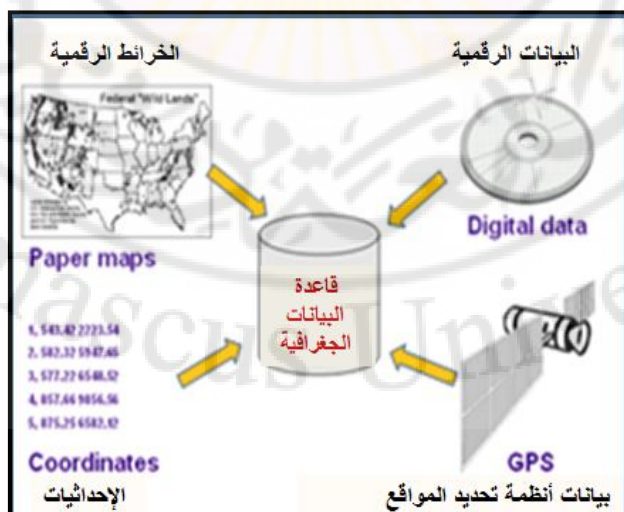 الخرائط الرقمية
البيانات الرقمية
Federal "Wild Lands"
Paper maps
Digital data
قاعدة
البيانات
الجغرافية
1, 543.42 2223.54
2. 582.32 5947.65
3, 577.22 6548.12
4, 857.66 9856.56
5, 875.25 6582.12
Coordinates
GPS
الإحداثيات
بيانات أنظمة تحديد المواقع